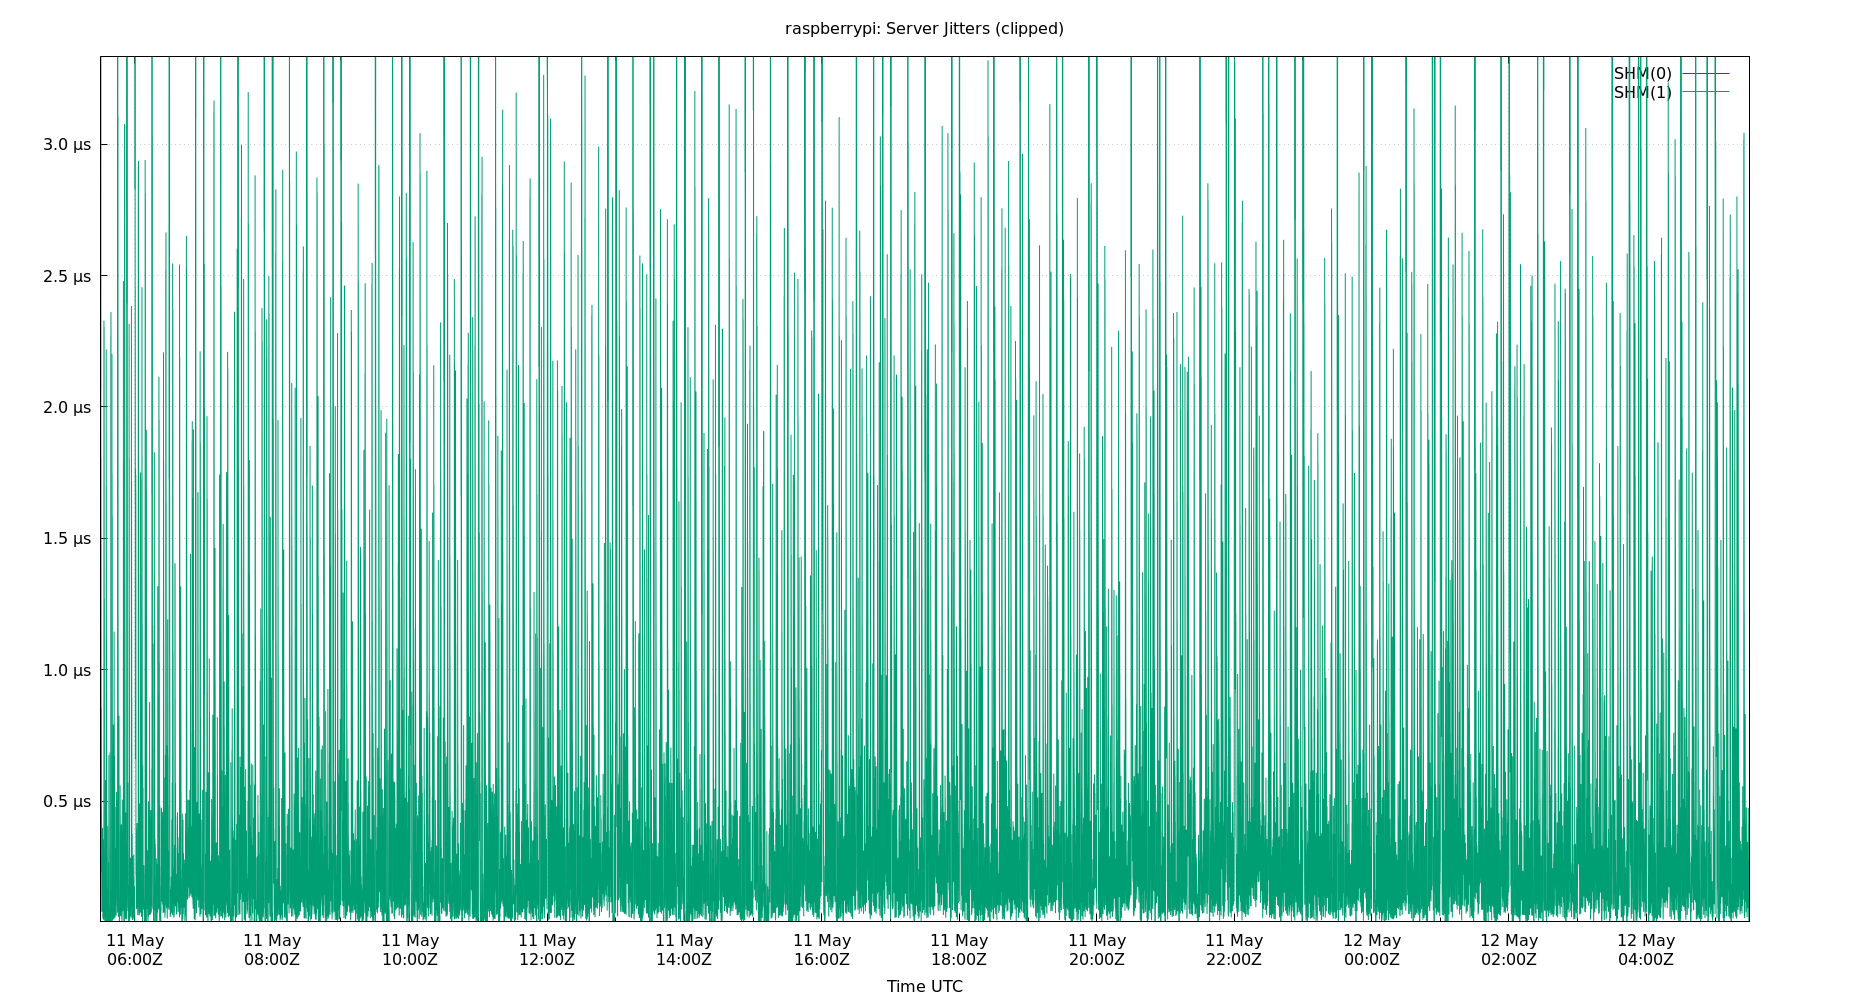 raspberrypi: Server Jitters (clipped)
SHM(0)
SHM(1)
3.0 µs
2.5 µs
2.0 µs
1.5 µs
1.0 µs
0.5 µs
11 May 11 May 11 May 11 May 11 May 11 May 11 May 11 May 11 May 12 May 12 May 12 May
06:00Z 08:00Z 10:00Z 12:00Z 14:00Z 16:00Z 18:00Z 20:00Z 22:00Z 00:00Z 02:00Z 04:00Z
Time UTC